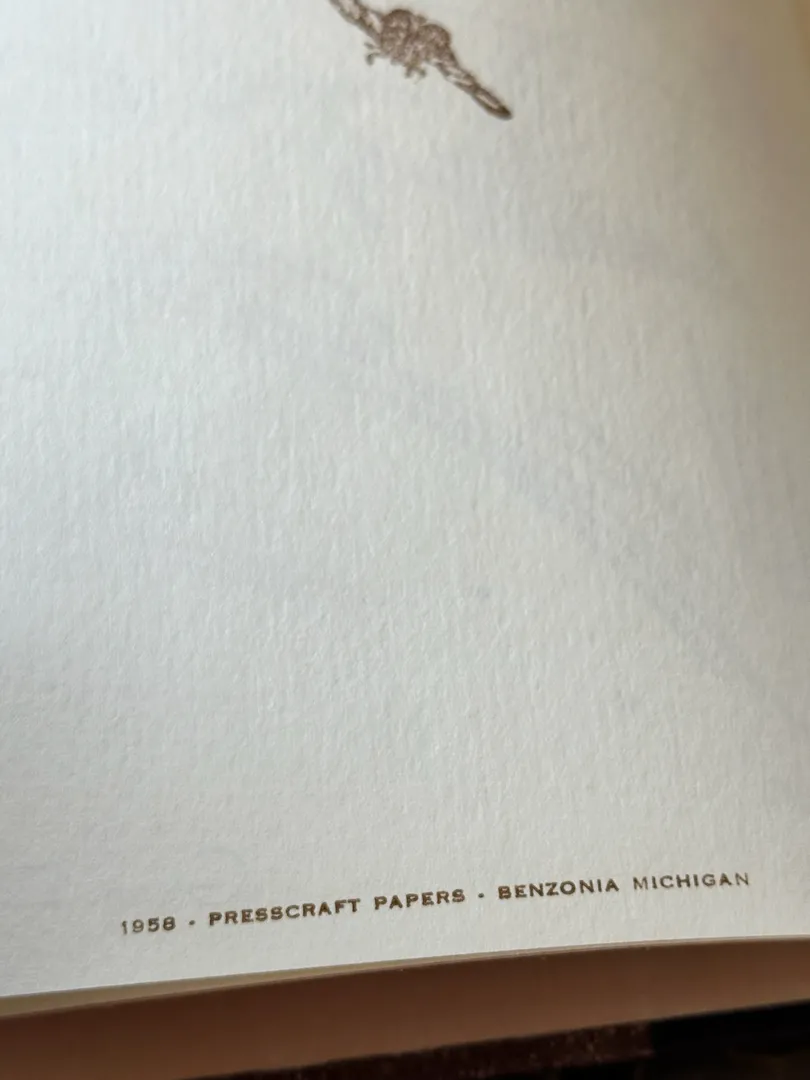 1958 · PRESSCRAFT PAPERS · BENZONIA MICHIGAN